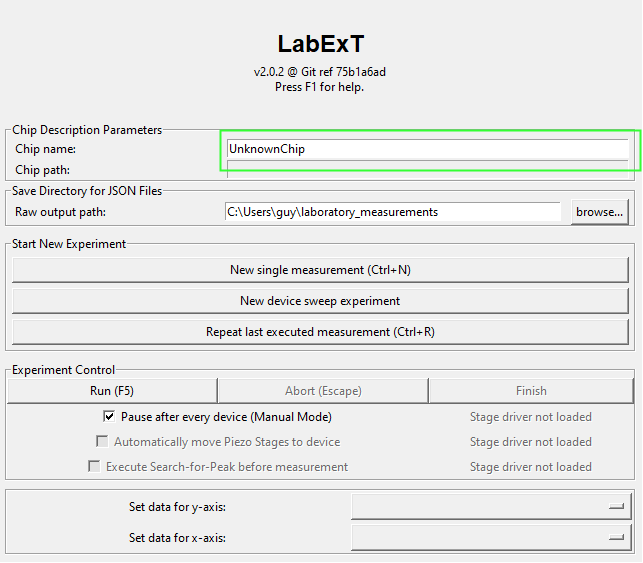 LabExT
v2.0.2 @ Git ref 75b1a6ad
Press F1 for help.
Chip Description Parameters
Chip name: UnknownChip
Chip path:
Save Directory for JSON Files
Raw output path: C:\Users\guy\laboratory_measurements browse...
Start New Experiment
New single measurement (Ctrl+N)
New device sweep experiment
Repeat last executed measurement (Ctrl+R)
Experiment Control
Run (F5) Abort (Escape) Finish
Pause after every device (Manual Mode) Stage driver not loaded
Automatically move Piezo Stages to device Stage driver not loaded
Execute Search-for-Peak before measurement Stage driver not loaded
Set data for y-axis:
Set data for x-axis: